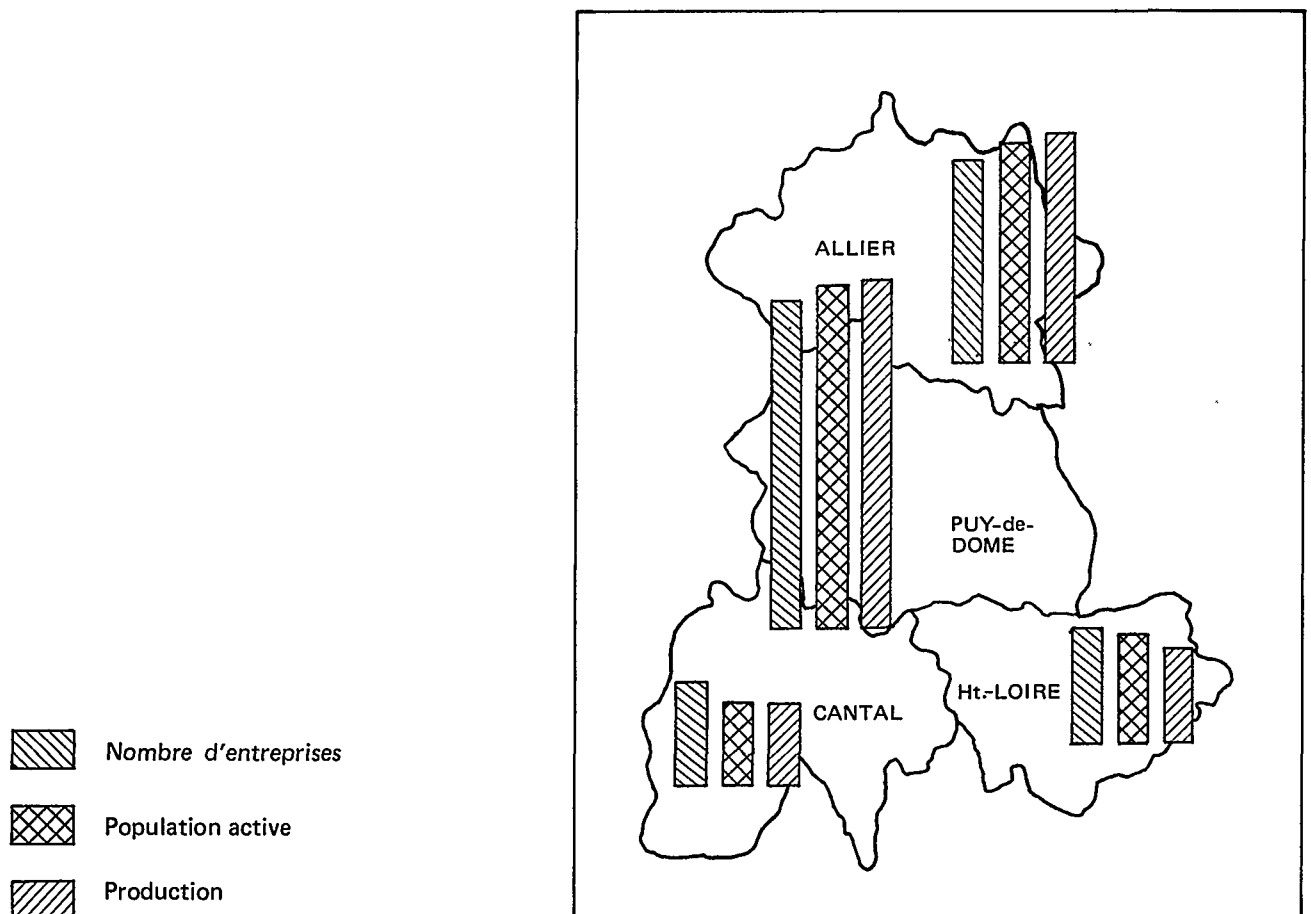 ALLIER
PUY-de-
DOME
Ht.-LOIRE
CANTAL
Nombre d'entreprises
Population active
Production